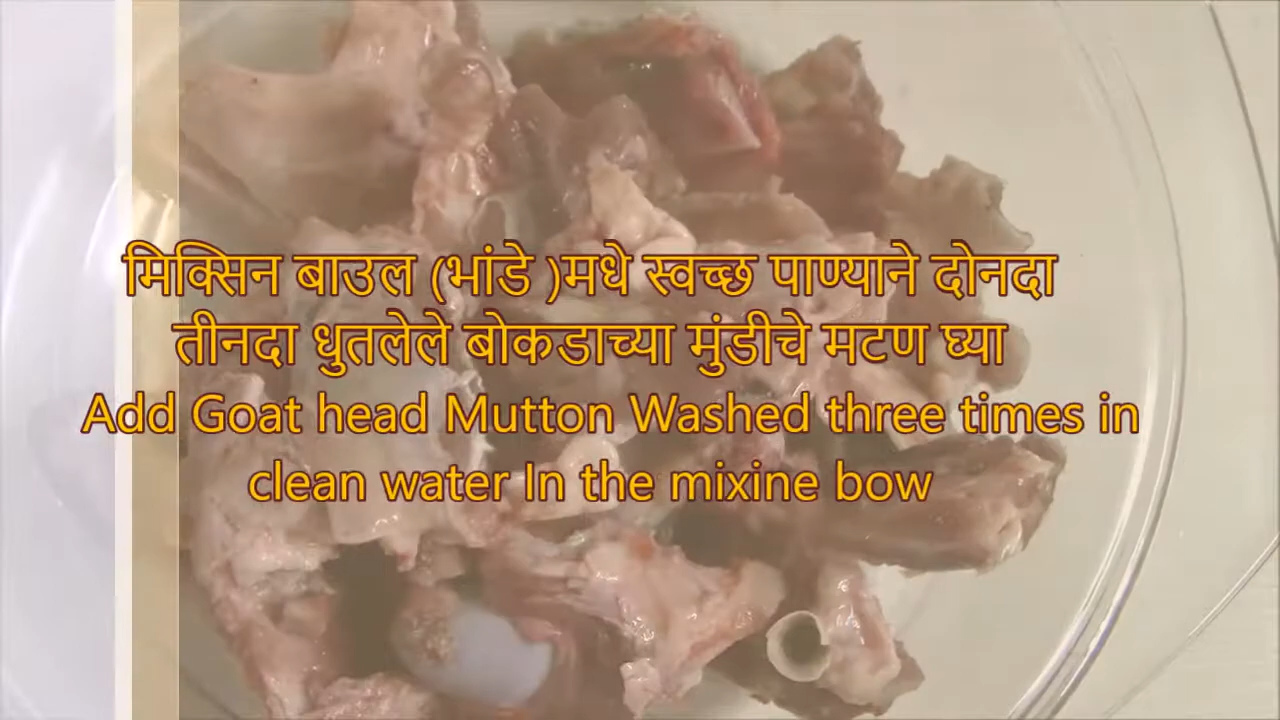 मिक्सिन बाउल (भांडे )मधे स्वच्छ पाण्याने दोनदा
तीनदा धुतलेले बोकडाच्या मुंडीचे मटण घ्या
Add Goat head Mutton Washed three times in
clean water In the mixine bow